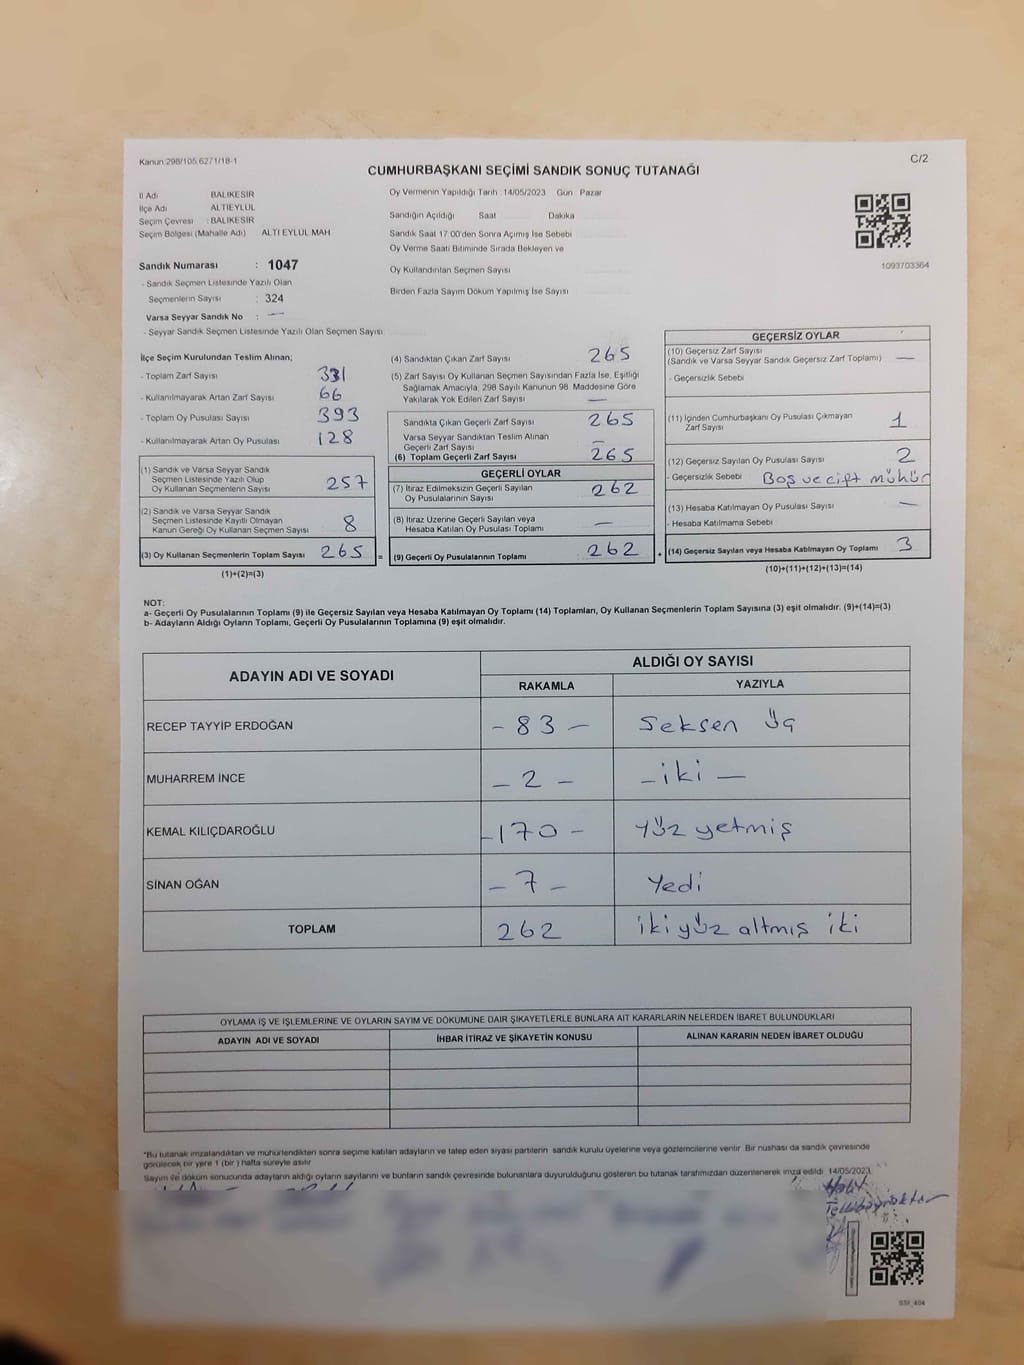 Kanun:298/105,6271/18-1
C/2
CUMHURBAŞKANI SEÇİMİ SANDIK SONUÇ TUTANAĞI
İl Adı BALIKESİR
İlçe Adı ALTIEYLÜL
Seçim Çevresi : BALIKESİR
Seçim Bölgesi (Mahalle Adı) : ALTI EYLÜL MAH
Sandık Numarası : 1047
- Sandık Seçmen Listesinde Yazılı Olan
Seçmenlerin Sayısı : 324
Varsa Seyyar Sandık No : —
- Seyyar Sandık Seçmen Listesinde Yazılı Olan Seçmen Sayısı
Oy Vermenin Yapıldığı Tarih :14/05/2023 Gün Pazar
Sandığın Açıldığı Saat Dakika
Sandık Saat 17.00'den Sonra Açımış İse Sebebi
Oy Verme Saati Bitiminde Sırada Bekleyen ve
Oy Kullandırılan Seçmen Sayısı
Birden Fazla Sayım Döküm Yapılmış İse Sayısı
1093703364
İlçe Seçim Kurulundan Teslim Alınan;
- Toplam Zarf Sayısı 331
- Kullanılmayarak Artan Zarf Sayısı 66
- Toplam Oy Pusulası Sayısı 393
- Kullanılmayarak Artan Oy Pusulası 128
(1) Sandık ve Varsa Seyyar Sandık
Seçmen Listesinde Yazılı Olup
Oy Kullanan Seçmenlerin Sayısı 257
(2) Sandık ve Varsa Seyyar Sandık
Seçmen Listesinde Kayıtlı Olmayan
Kanun Gereği Oy Kullanan Seçmen Sayısı 8
(3) Oy Kullanan Seçmenlerin Toplam Sayısı 265 =
(1)+(2)=(3)
(4) Sandıktan Çıkan Zarf Sayısı 265
(5) Zarf Sayısı Oy Kullanan Seçmen Sayısından Fazla İse, Eşitliği
Sağlamak Amacıyla, 298 Sayılı Kanunun 98. Maddesine Göre
Yakılarak Yok Edilen Zarf Sayısı —
Sandıkta Çıkan Geçerli Zarf Sayısı 265
Varsa Seyyar Sandıktan Teslim Alınan
Geçerli Zarf Sayısı —
(6) Toplam Geçerli Zarf Sayısı 265
GEÇERLİ OYLAR
(7) İtiraz Edilmeksizin Geçerli Sayılan
Oy Pusulalarının Sayısı 262
(8) İtiraz Üzerine Geçerli Sayılan veya
Hesaba Katılan Oy Pusulası Toplamı —
(9) Geçerli Oy Pusulalarının Toplamı 262 +
GEÇERSİZ OYLAR
(10) Geçersiz Zarf Sayısı
(Sandık ve Varsa Seyyar Sandık Geçersiz Zarf Toplamı) —
- Geçersizlik Sebebi
(11) İçinden Cumhurbaşkanı Oy Pusulası Çıkmayan
Zarf Sayısı 1
(12) Geçersiz Sayılan Oy Pusulası Sayısı 2
- Geçersizlik Sebebi Boş ve çift mühür
(13) Hesaba Katılmayan Oy Pusulası Sayısı —
- Hesaba Katılmama Sebebi
(14) Geçersiz Sayılan veya Hesaba Katılmayan Oy Toplamı 3
(10)+(11)+(12)+(13)=(14)
NOT:
a- Geçerli Oy Pusulalarının Toplamı (9) ile Geçersiz Sayılan veya Hesaba Katılmayan Oy Toplamı (14) Toplamları, Oy Kullanan Seçmenlerin Toplam Sayısına (3) eşit olmalıdır. (9)+(14)=(3)
b- Adayların Aldığı Oyların Toplamı, Geçerli Oy Pusulalarının Toplamına (9) eşit olmalıdır.
ADAYIN ADI VE SOYADI ALDIĞI OY SAYISI
RAKAMLA YAZIYLA
RECEP TAYYİP ERDOĞAN - 83 - Seksen üç
MUHARREM İNCE - 2 - - iki -
KEMAL KILIÇDAROĞLU - 170 - Yüz yetmiş
SİNAN OĞAN - 7 - Yedi
TOPLAM 262 iki yüz altmış iki
OYLAMA İŞ VE İŞLEMLERİNE VE OYLARIN SAYIM VE DÖKÜMÜNE DAİR ŞİKAYETLERLE BUNLARA AİT KARARLARIN NELERDEN İBARET BULUNDUKLARI
ADAYIN ADI VE SOYADI İHBAR İTİRAZ VE ŞİKAYETİN KONUSU ALINAN KARARIN NEDEN İBARET OLDUĞU
*Bu tutanak imzalandıktan ve mühürlendikten sonra seçime katılan adayların ve talep eden siyasi partilerin sandık kurulu üyelerine veya gözlemcilerine verilir. Bir nushası da sandık çevresinde
görülecek bir yere 1 (bir) hafta süreyle asılır
Sayım ve döküm sonucunda adayların aldığı oyların sayılarını ve bunların sandık çevresinde bulunanlara duyurulduğunu gösteren bu tutanak tarafımızdan düzenlenerek imza edildi. 14/05/2023